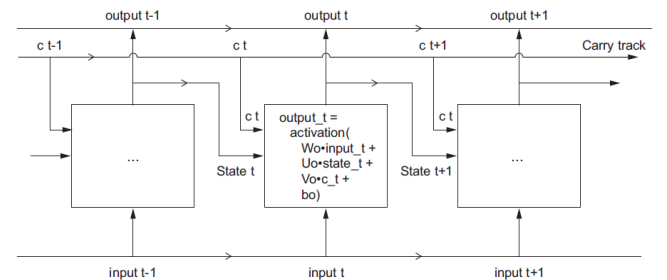 output t-1
output t
output t+1
c t-1
c t
c t+1
Carry track
c t
c t
...
output_t =
activation(
Wo•input_t +
Uo•state_t +
Vo•c_t +
bo)
...
State t
State t+1
input t-1
input t
input t+1